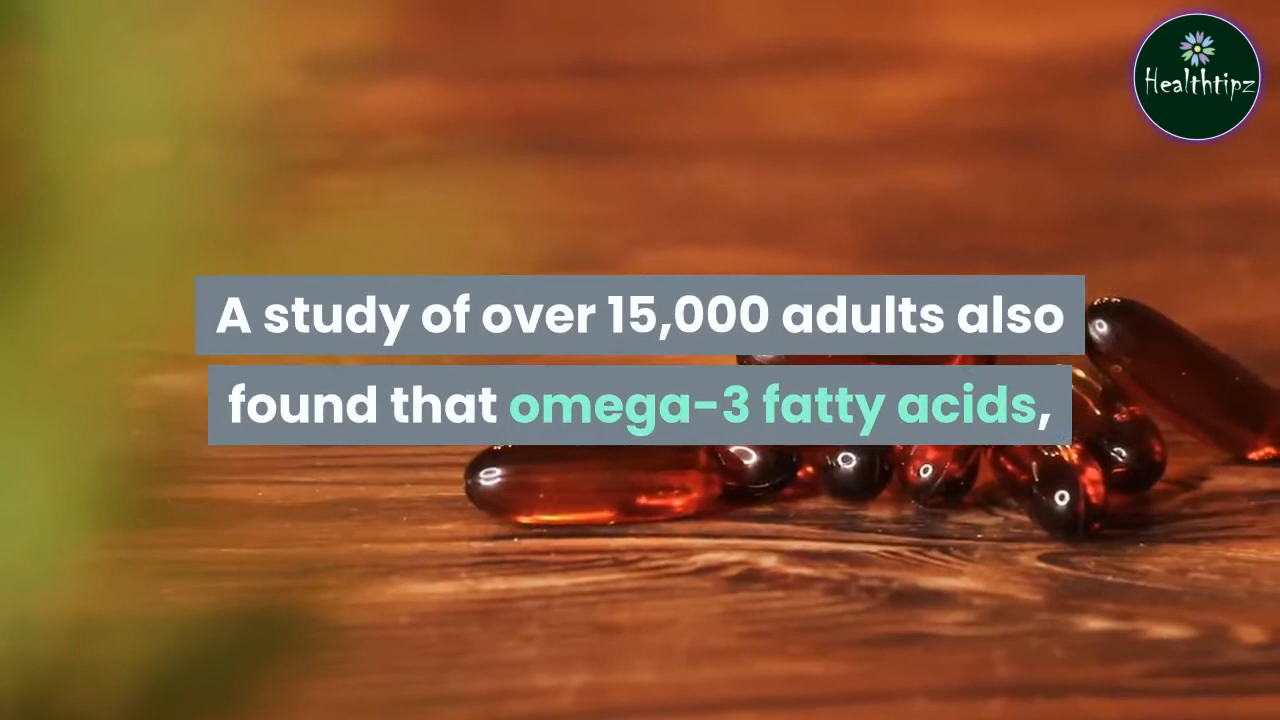 Healthtipz
A study of over 15,000 adults also
found that omega-3 fatty acids,